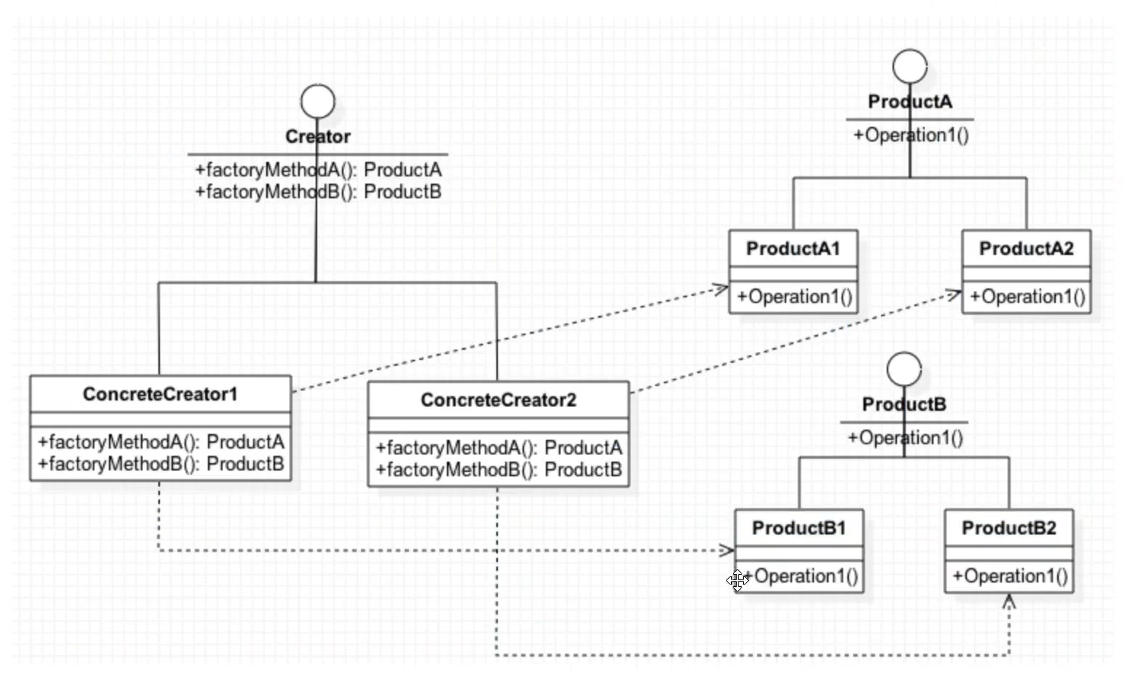 Creator
+factoryMethodA(): ProductA
+factoryMethodB(): ProductB
ProductA
+Operation1()
ProductA1
+Operation1()
ProductA2
+Operation1()
ConcreteCreator1
+factoryMethodA(): ProductA
+factoryMethodB(): ProductB
ConcreteCreator2
+factoryMethodA(): ProductA
+factoryMethodB(): ProductB
ProductB
+Operation1()
ProductB1
+Operation1()
ProductB2
+Operation1()